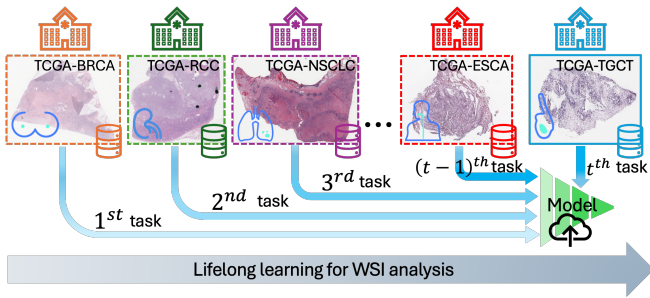 TCGA-BRCA
TCGA-RCC
TCGA-NSCLC
...
TCGA-ESCA
TCGA-TGCT
1st task
2nd task
3rd task
(t − 1)th task
tth task
Model
Lifelong learning for WSI analysis